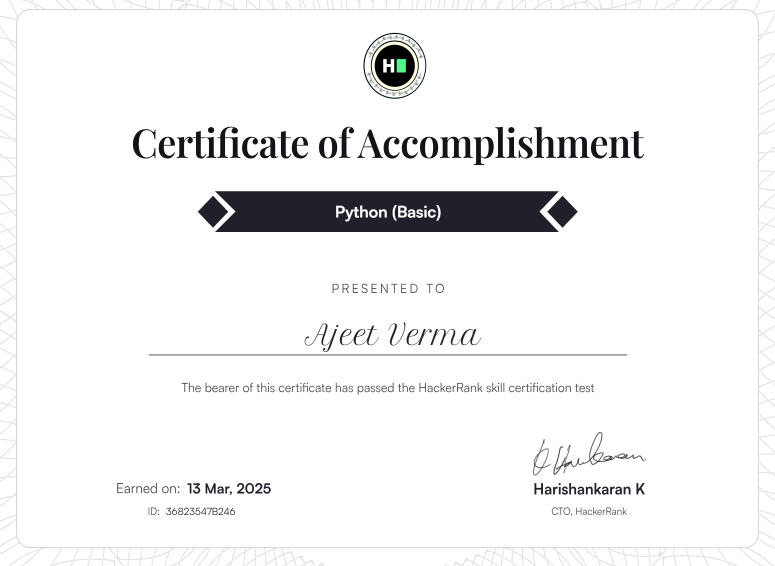 H
Certificate of Accomplishment
Python (Basic)
PRESENTED TO
Ajeet Verma
The bearer of this certificate has passed the HackerRank skill certification test
Earned on: 13 Mar, 2025
ID: 36823547B246
Harishankaran K
CTO, HackerRank